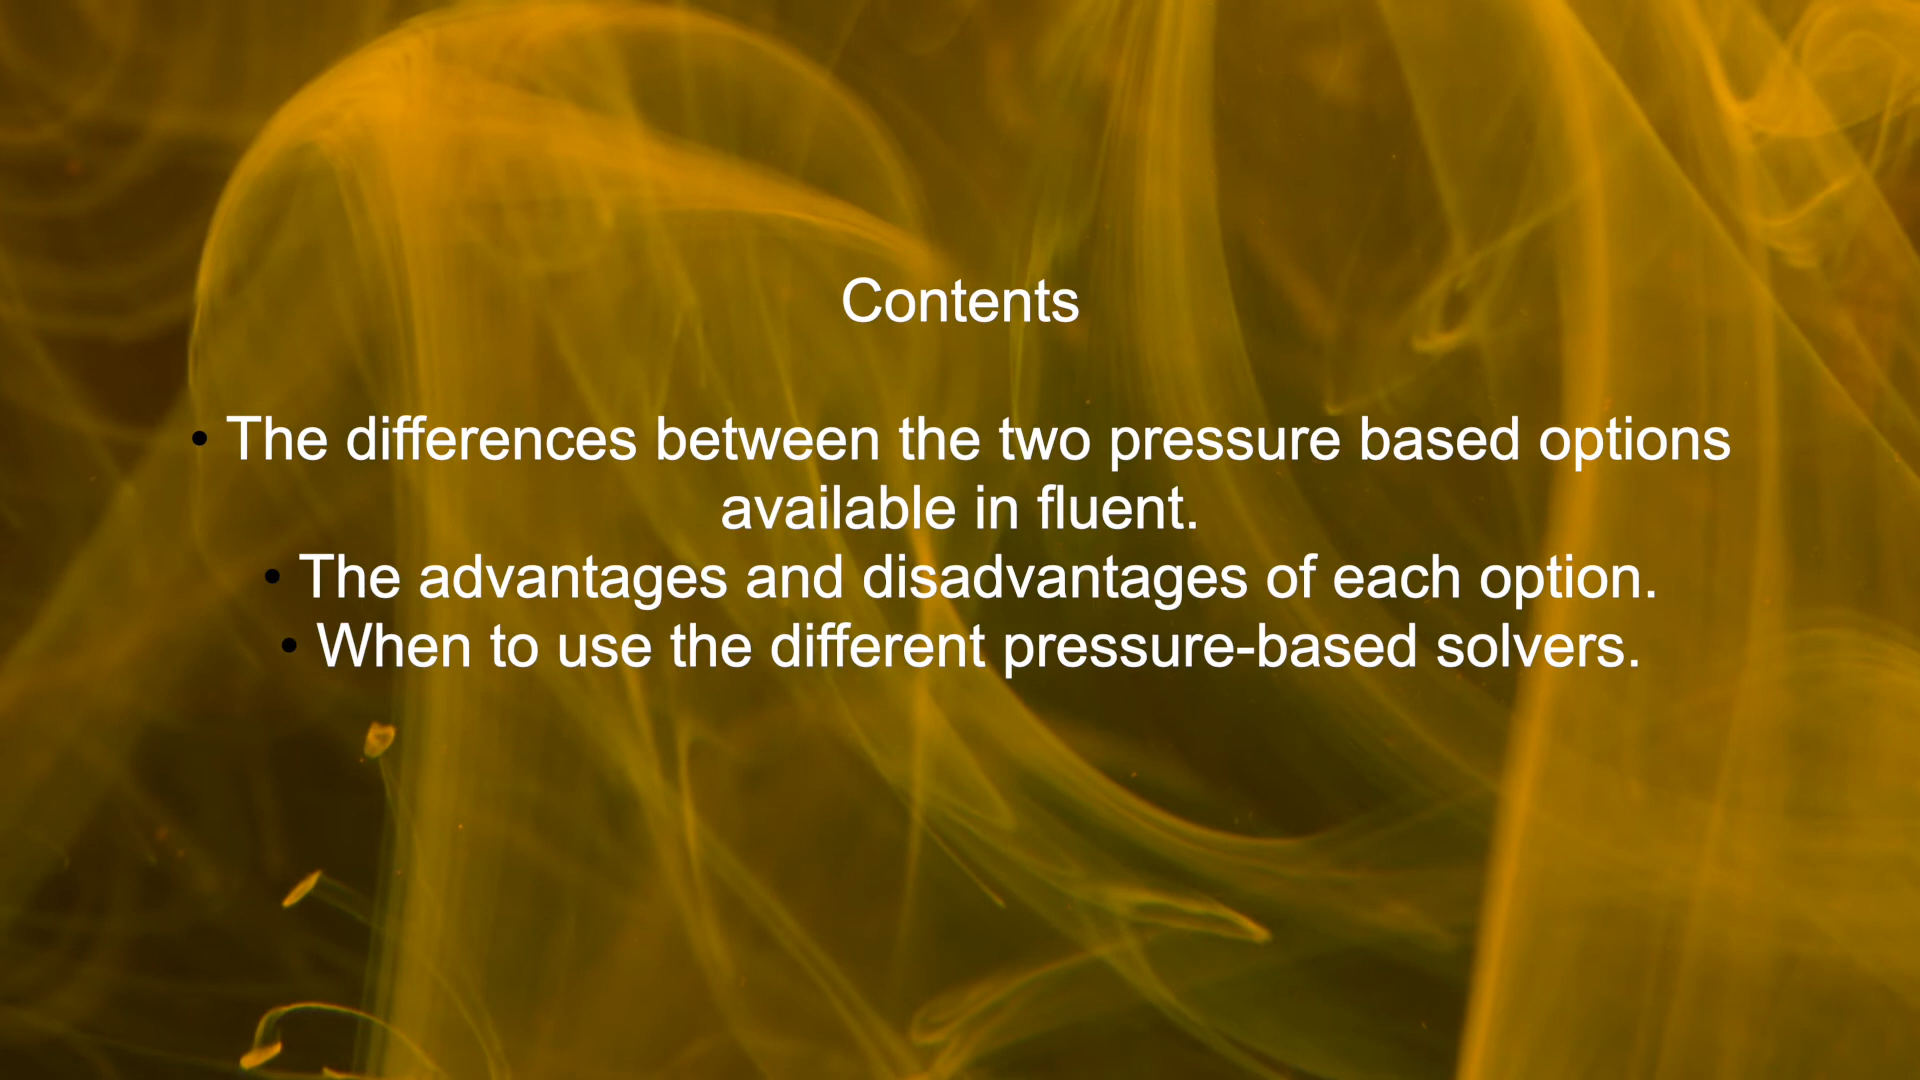 Contents
• The differences between the two pressure based options
available in fluent.
• The advantages and disadvantages of each option.
• When to use the different pressure-based solvers.